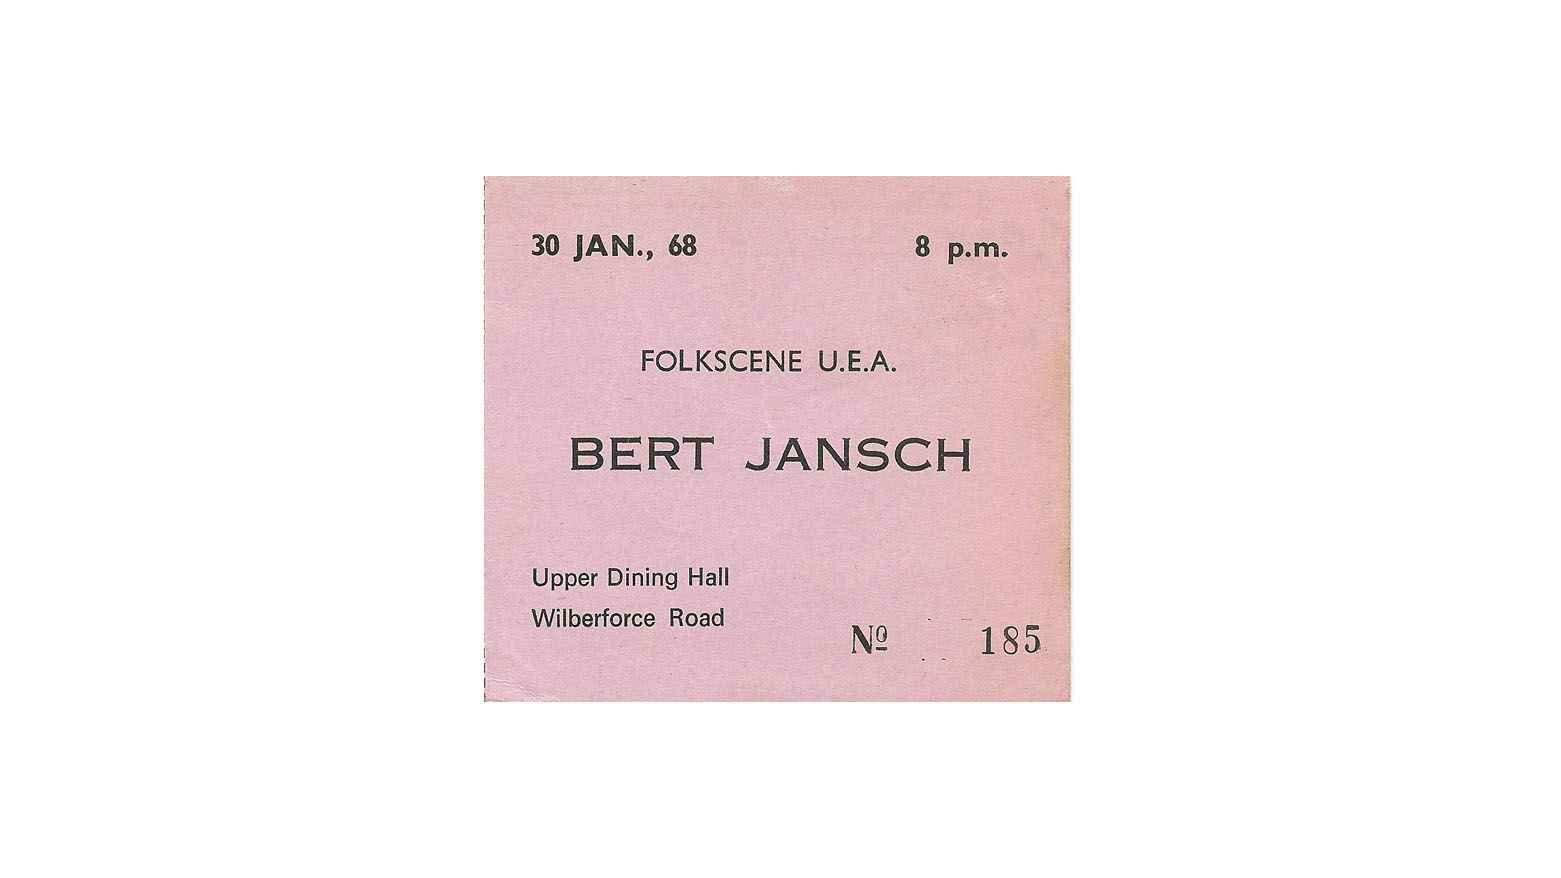 30 JAN., 68 8 p.m.
FOLKSCENE U.E.A.
BERT JANSCH
Upper Dining Hall
Wilberforce Road
Nº 185